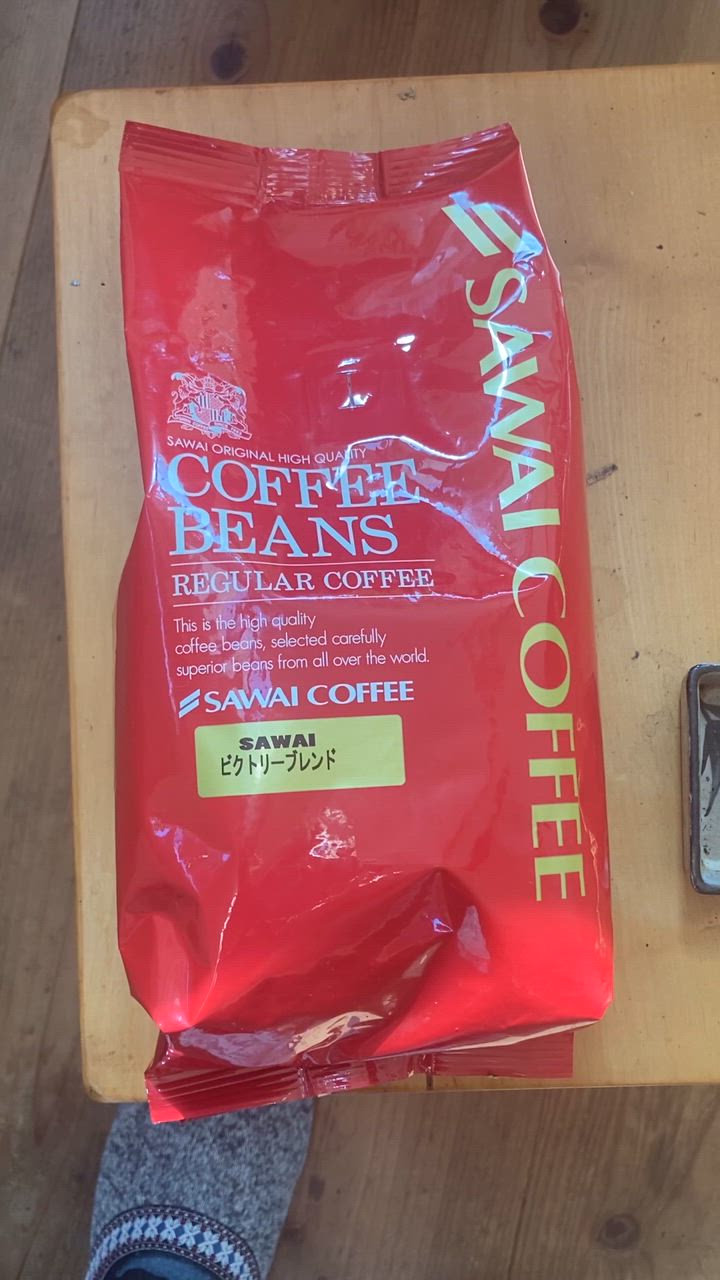 SAWAI ORIGINAL HIGH QUALITY
COFFEE
BEANS
REGULAR COFFEE
This is the high quality
coffee beans, selected carefully
superior beans from all over the world.
SAWAI COFFEE
SAWAI
ビクトリーブレンド
SAWAI COFFEE